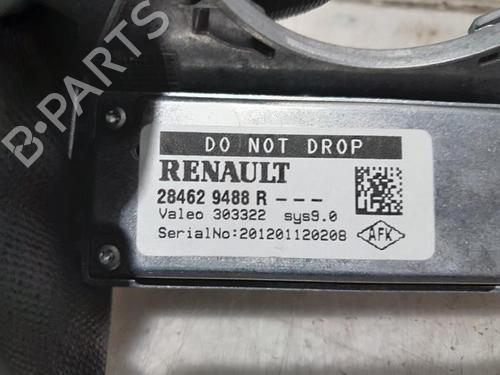 B-PARTS
DO NOT DROP
RENAULT
28462 9488 R ---
Valeo 303322 sys9.0
SerialNo:201201120208
AFK